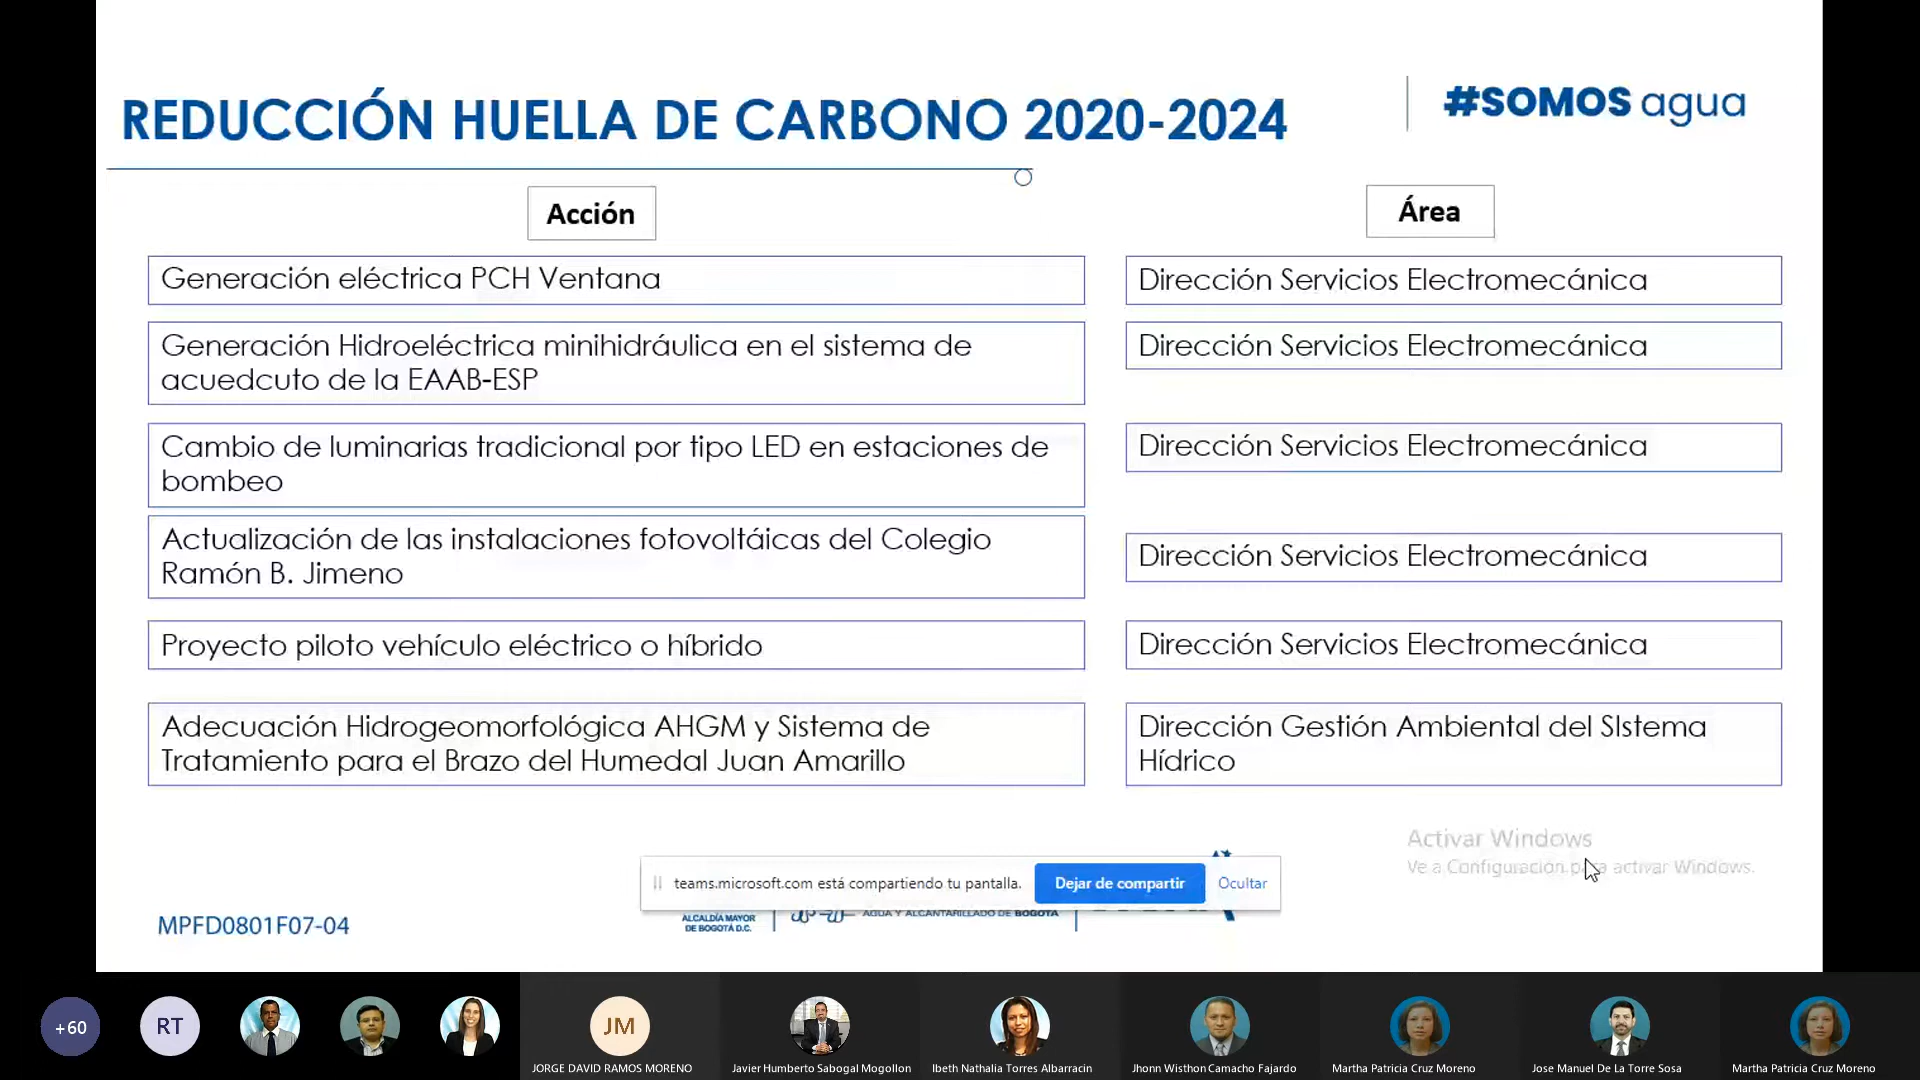 REDUCCIÓN HUELLA DE CARBONO 2020-2024
#SOMOS agua
Acción
Área
Generación eléctrica PCH Ventana
Dirección Servicios Electromecánica
Generación Hidroeléctrica minihidráulica en el sistema de
acuedcuto de la EAAB-ESP
Dirección Servicios Electromecánica
Cambio de luminarias tradicional por tipo LED en estaciones de
bombeo
Dirección Servicios Electromecánica
Actualización de las instalaciones fotovoltáicas del Colegio
Ramón B. Jimeno
Dirección Servicios Electromecánica
Proyecto piloto vehículo eléctrico o híbrido
Dirección Servicios Electromecánica
Adecuación Hidrogeomorfológica AHGM y Sistema de
Tratamiento para el Brazo del Humedal Juan Amarillo
Dirección Gestión Ambiental del SIstema
Hídrico
Activar Windows
Ve a Configuración para activar Windows.
teams.microsoft.com está compartiendo tu pantalla.
Dejar de compartir
Ocultar
MPFD0801F07-04
ALCALDÍA MAYOR
DE BOGOTÁ D.C.
AGUA Y ALCANTARILLADO DE BOGOTÁ
+60
RT
JM
JORGE DAVID RAMOS MORENO
Javier Humberto Sabogal Mogollon
Ibeth Nathalia Torres Albarracin
Jhonn Wisthon Camacho Fajardo
Martha Patricia Cruz Moreno
Jose Manuel De La Torre Sosa
Martha Patricia Cruz Moreno